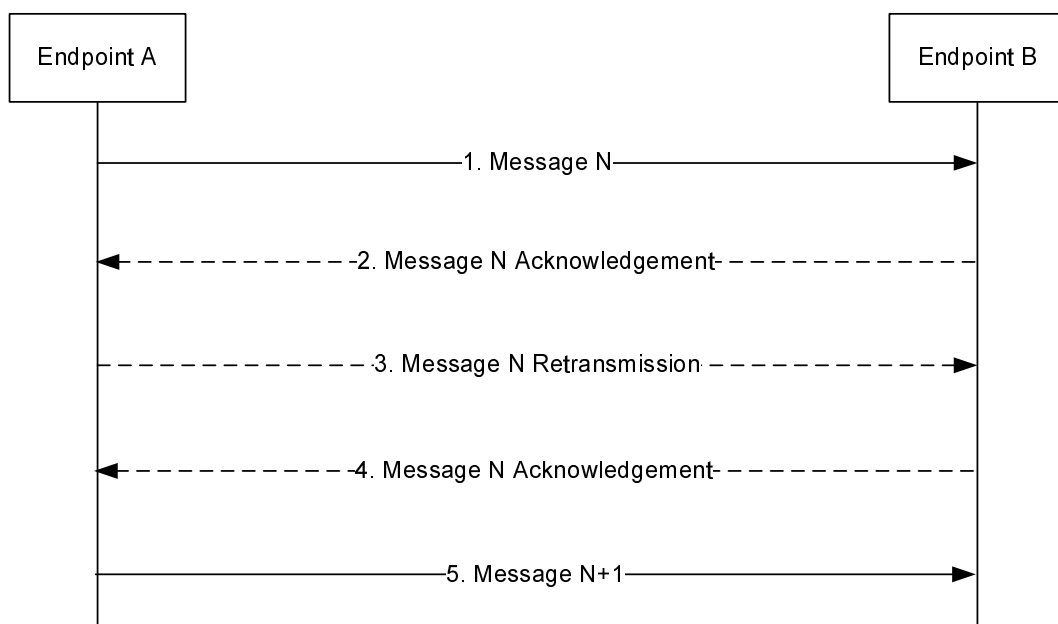 Endpoint A
Endpoint B
1. Message N
2. Message N Acknowledgement
3. Message N Retransmission
4. Message N Acknowledgement
5. Message N+1